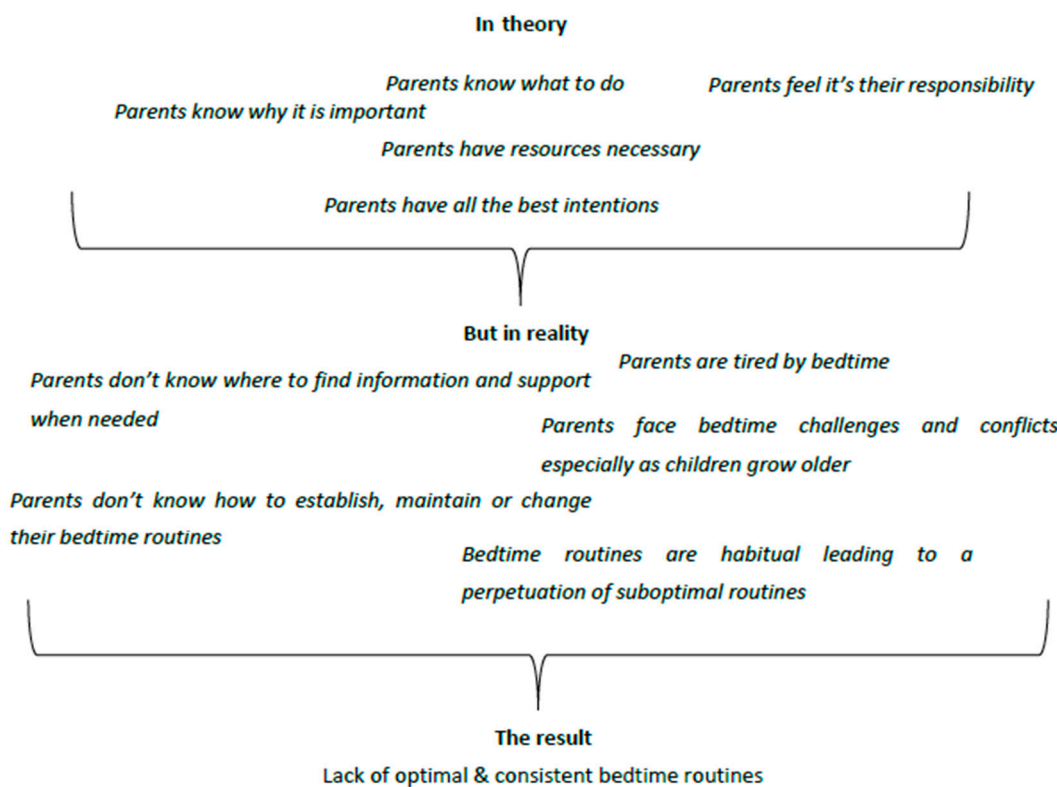 In theory
Parents know what to do
Parents feel it's their responsibility
Parents know why it is important
Parents have resources necessary
Parents have all the best intentions
But in reality
Parents are tired by bedtime
Parents don't know where to find information and support
when needed
Parents face bedtime challenges and conflicts
especially as children grow older
Parents don't know how to establish, maintain or change
their bedtime routines
Bedtime routines are habitual leading to a
perpetuation of suboptimal routines
The result
Lack of optimal & consistent bedtime routines